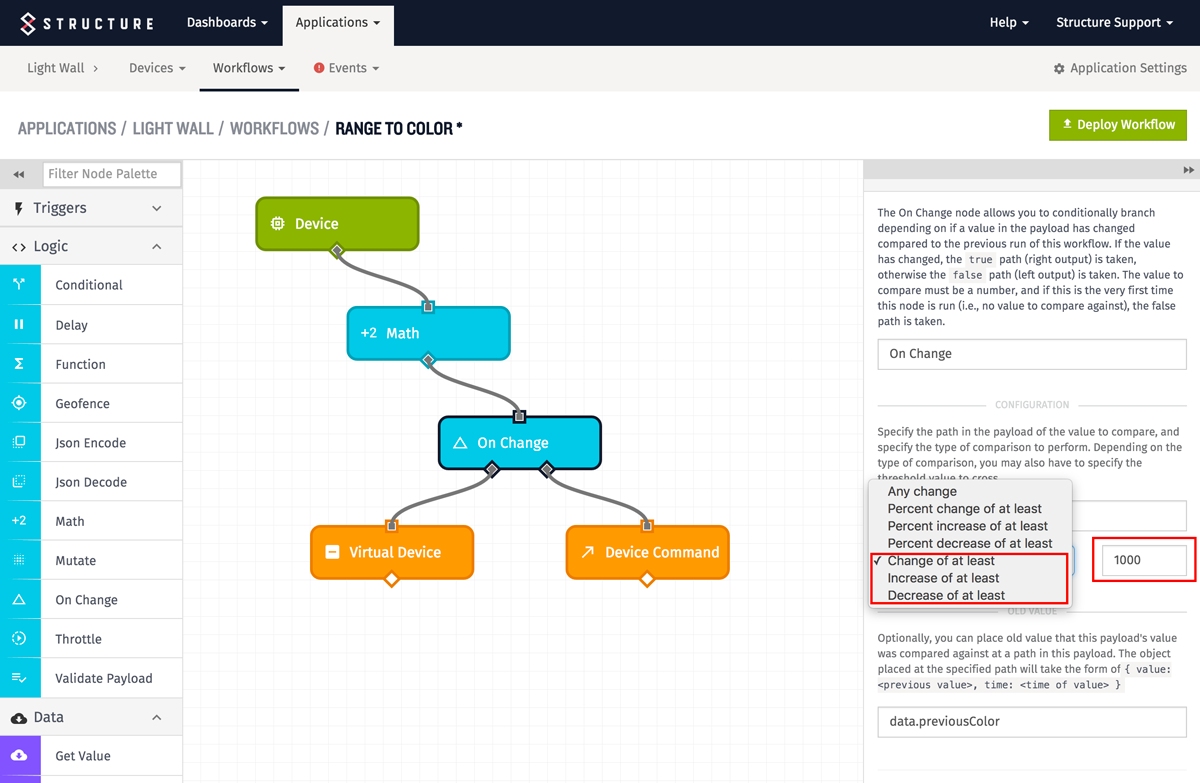 STRUCTURE
Dashboards
Applications
Help
Structure Support
Light Wall
Devices
Workflows
Events
Application Settings
APPLICATIONS / LIGHT WALL / WORKFLOWS / RANGE TO COLOR *
Deploy Workflow
Filter Node Palette
Triggers
Logic
Conditional
Delay
Function
Geofence
Json Encode
Json Decode
+2 Math
Mutate
On Change
Throttle
Validate Payload
Data
Get Value
Device
+2 Math
On Change
Virtual Device
Device Command
The On Change node allows you to conditionally branch
depending on if a value in the payload has changed
compared to the previous run of this workflow. If the value
has changed, the true path (right output) is taken,
otherwise the false path (left output) is taken. The value to
compare must be a number, and if this is the very first time
this node is run (i.e., no value to compare against), the false
path is taken.
On Change
CONFIGURATION
Specify the path in the payload of the value to compare, and
specify the type of comparison to perform. Depending on the
type of comparison, you may also have to specify the
threshold value to cross.
Any change
Percent change of at least
Percent increase of at least
Percent decrease of at least
✓ Change of at least
Increase of at least
Decrease of at least
1000
OLD VALUE
Optionally, you can place old value that this payload's value
was compared against at a path in this payload. The object
placed at the specified path will take the form of { value:
<previous value>, time: <time of value> }
data.previousColor